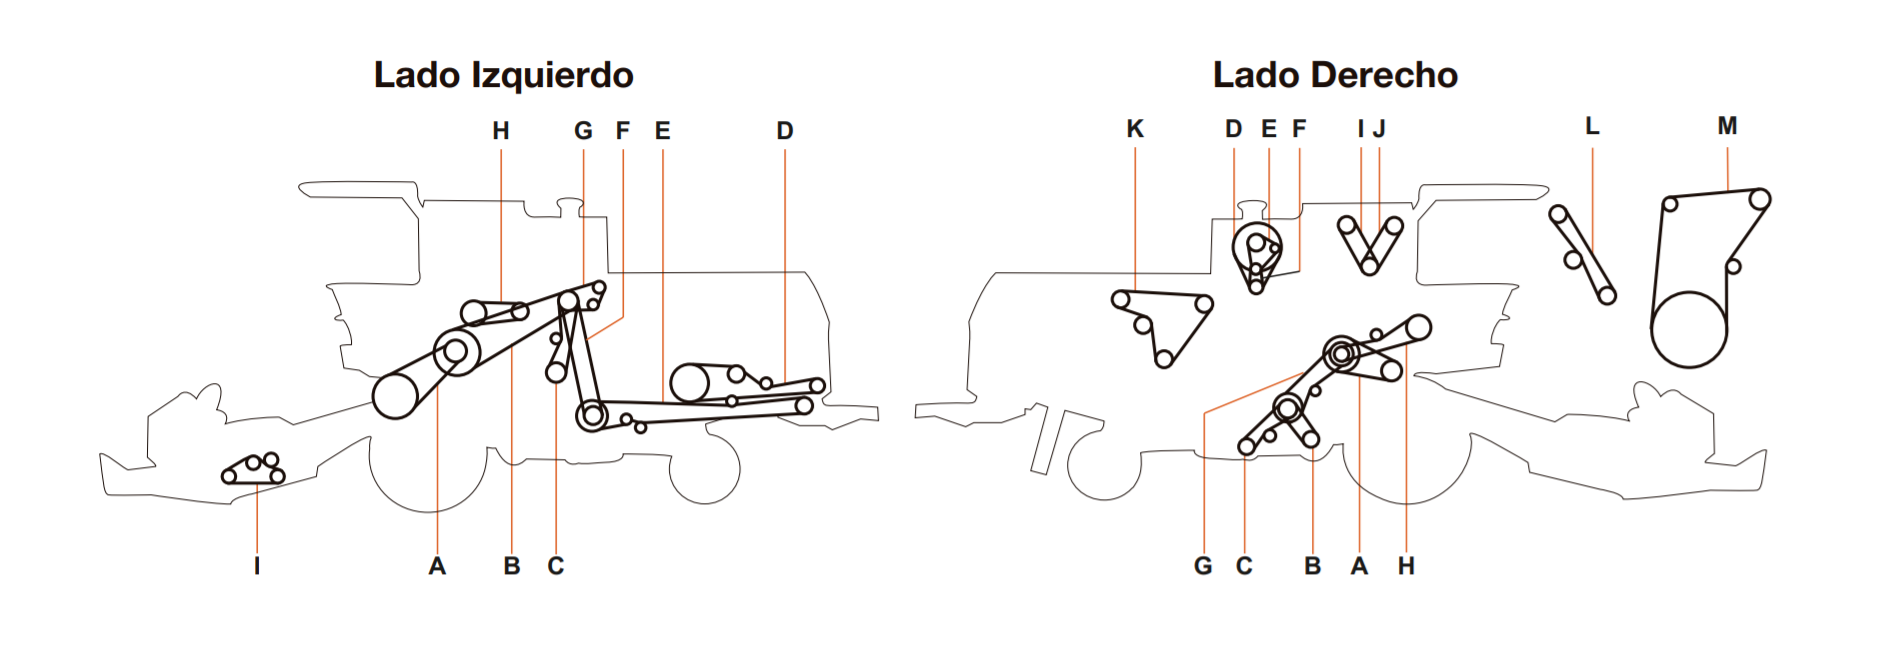 Lado Izquierdo
H G F E D
I A B C
Lado Derecho
K D E F I J L M
G C B A H